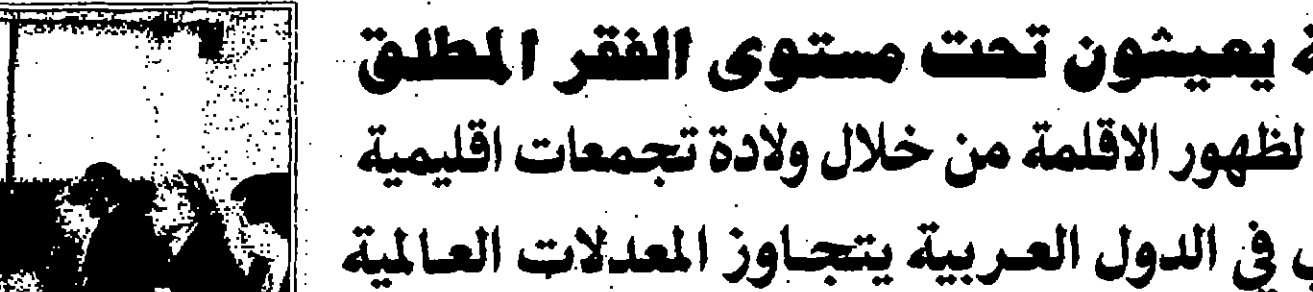 يعيشون تحت مستوى الفقر المطلق
لظهور الاقلمة من خلال ولادة تجمعات اقليمية
في الدول العربية يتجاوز المعدلات العالمية